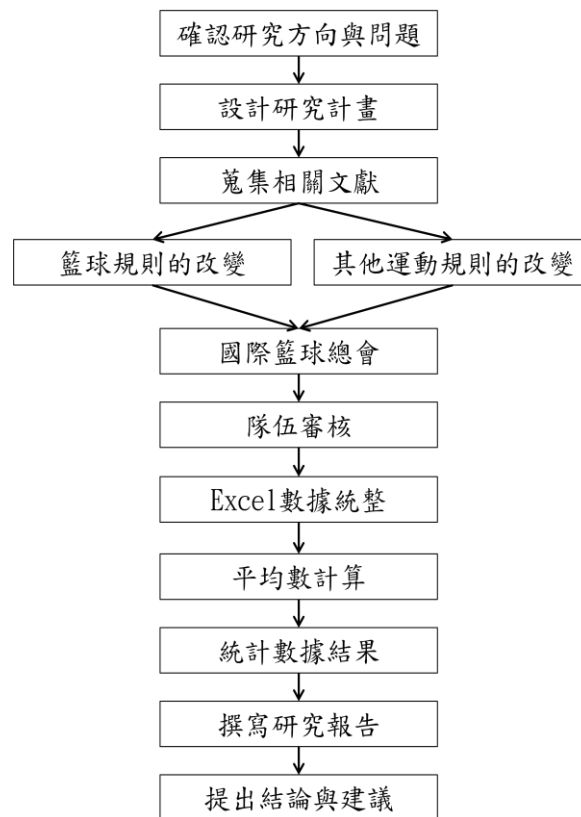 確認研究方向與問題
設計研究計畫
蒐集相關文獻
籃球規則的改變
其他運動規則的改變
國際籃球總會
隊伍審核
Excel數據統整
平均數計算
統計數據結果
撰寫研究報告
提出結論與建議